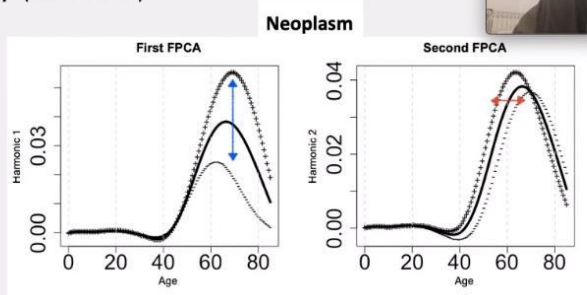 Neoplasm
First FPCA
Harmonic 1
0.00
0.03
0 20 40 60 80
Age
Second FPCA
Harmonic 2
0.00
0.02
0.04
0 20 40 60 80
Age